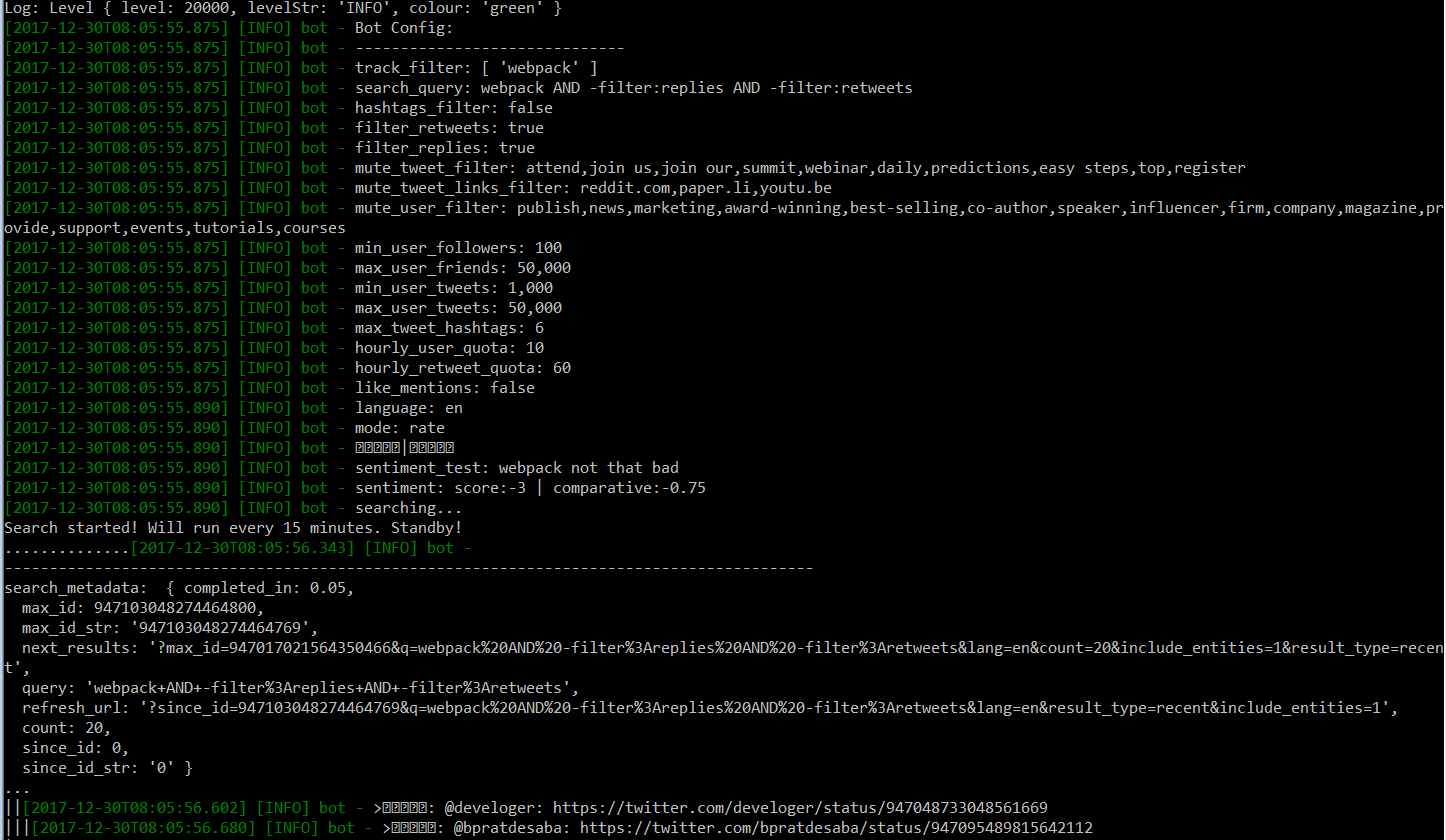 Log: Level { level: 20000, levelStr: 'INFO', colour: 'green' }
[2017-12-30T08:05:55.875] [INFO] bot - Bot Config:
[2017-12-30T08:05:55.875] [INFO] bot - ------------------------------
[2017-12-30T08:05:55.875] [INFO] bot - track_filter: [ 'webpack' ]
[2017-12-30T08:05:55.875] [INFO] bot - search_query: webpack AND -filter:replies AND -filter:retweets
[2017-12-30T08:05:55.875] [INFO] bot - hashtags_filter: false
[2017-12-30T08:05:55.875] [INFO] bot - filter_retweets: true
[2017-12-30T08:05:55.875] [INFO] bot - filter_replies: true
[2017-12-30T08:05:55.875] [INFO] bot - mute_tweet_filter: attend,join us,join our,summit,webinar,daily,predictions,easy steps,top,register
[2017-12-30T08:05:55.875] [INFO] bot - mute_tweet_links_filter: reddit.com,paper.li,youtu.be
[2017-12-30T08:05:55.875] [INFO] bot - mute_user_filter: publish,news,marketing,award-winning,best-selling,co-author,speaker,influencer,firm,company,magazine,pr
ovide,support,events,tutorials,courses
[2017-12-30T08:05:55.875] [INFO] bot - min_user_followers: 100
[2017-12-30T08:05:55.875] [INFO] bot - max_user_friends: 50,000
[2017-12-30T08:05:55.875] [INFO] bot - min_user_tweets: 1,000
[2017-12-30T08:05:55.875] [INFO] bot - max_user_tweets: 50,000
[2017-12-30T08:05:55.875] [INFO] bot - max_tweet_hashtags: 6
[2017-12-30T08:05:55.875] [INFO] bot - hourly_user_quota: 10
[2017-12-30T08:05:55.875] [INFO] bot - hourly_retweet_quota: 60
[2017-12-30T08:05:55.875] [INFO] bot - like_mentions: false
[2017-12-30T08:05:55.890] [INFO] bot - language: en
[2017-12-30T08:05:55.890] [INFO] bot - mode: rate
[2017-12-30T08:05:55.890] [INFO] bot - |
[2017-12-30T08:05:55.890] [INFO] bot - sentiment_test: webpack not that bad
[2017-12-30T08:05:55.890] [INFO] bot - sentiment: score:-3 | comparative:-0.75
[2017-12-30T08:05:55.890] [INFO] bot - searching...
Search started! Will run every 15 minutes. Standby!
..............[2017-12-30T08:05:56.343] [INFO] bot -
------------------------------------------------------------------------------------------
search_metadata:  { completed_in: 0.05,
  max_id: 947103048274464800,
  max_id_str: '947103048274464769',
  next_results: '?max_id=947017021564350466&q=webpack%20AND%20-filter%3Areplies%20AND%20-filter%3Aretweets&lang=en&count=20&include_entities=1&result_type=recen
t',
  query: 'webpack+AND+-filter%3Areplies+AND+-filter%3Aretweets',
  refresh_url: '?since_id=947103048274464769&q=webpack%20AND%20-filter%3Areplies%20AND%20-filter%3Aretweets&lang=en&result_type=recent&include_entities=1',
  count: 20,
  since_id: 0,
  since_id_str: '0' }
...
||[2017-12-30T08:05:56.602] [INFO] bot - >: @develoger: https://twitter.com/develoger/status/947048733048561669
|||[2017-12-30T08:05:56.680] [INFO] bot - >: @bpratdesaba: https://twitter.com/bpratdesaba/status/947095489815642112